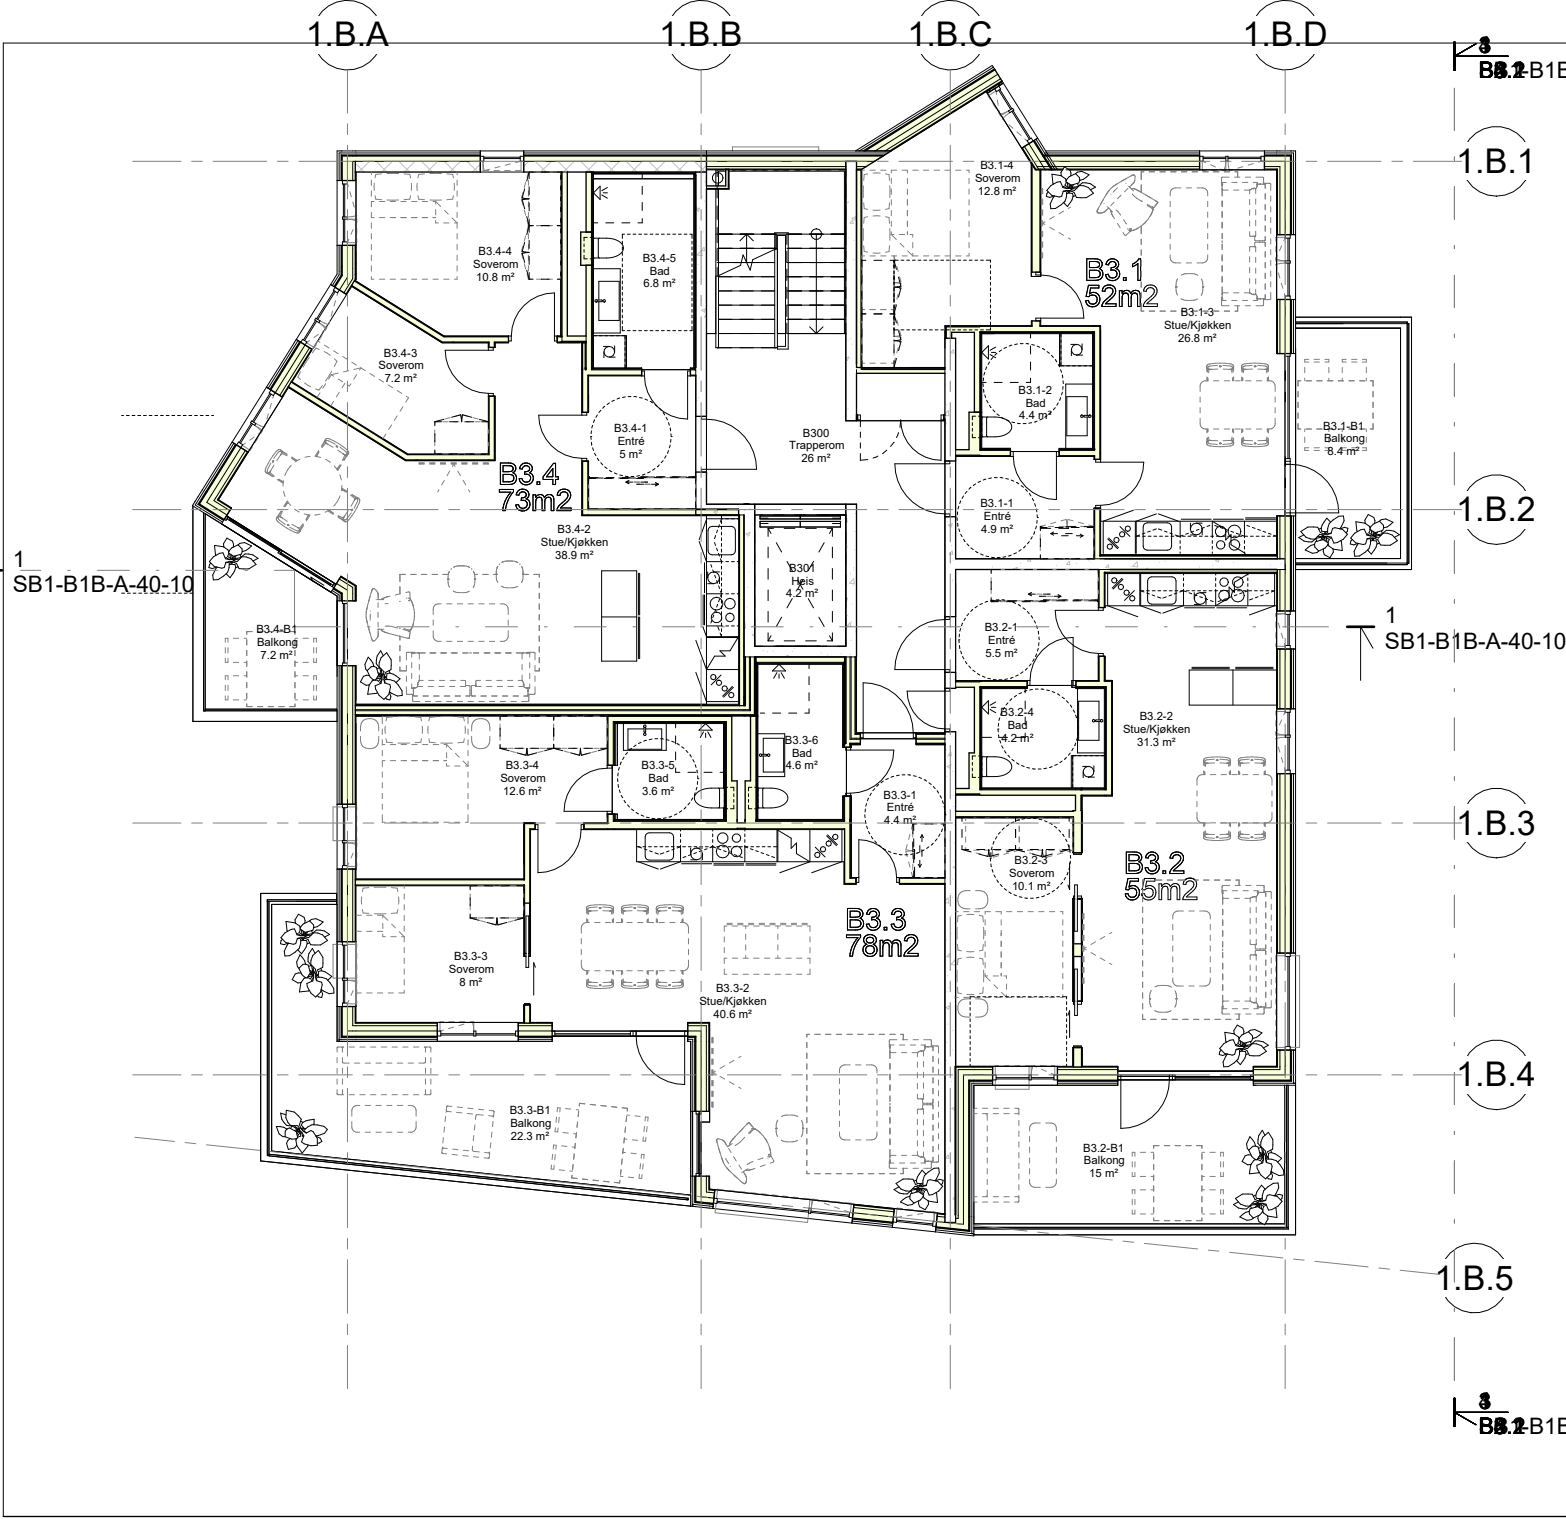 1.B.A
1.B.B
1.B.C
1.B.D
1.B.1
B3.1-4
Soverom
12.8 m²
B3.4-4
Soverom
10.8 m²
B3.4-5
Bad
6.8 m²
B3.1
52m2
B3.1-3
Stue/Kjøkken
26.8 m²
B3.4-3
Soverom
7.2 m²
B3.1-2
Bad
4.4 m²
B3.4-1
Entré
5 m²
B300
Trapperom
26 m²
B3.1-B1
Balkong
8.4 m²
B3.4
73m2
B3.1-1
Entré
4.9 m²
1.B.2
B3.4-2
Stue/Kjøkken
38.9 m²
1
SB1-B1B-A-40-10
B301
Heis
4.2 m²
B3.4-B1
Balkong
7.2 m²
B3.2-1
Entré
5.5 m²
1
SB1-B1B-A-40-10
B3.2-4
Bad
4.2 m²
B3.2-2
Stue/Kjøkken
31.3 m²
B3.3-4
Soverom
12.6 m²
B3.3-5
Bad
3.6 m²
B3.3-6
Bad
4.6 m²
B3.3-1
Entré
4.4 m²
1.B.3
B3.2-3
Soverom
10.1 m²
B3.2
55m2
B3.3
78m2
B3.3-3
Soverom
8 m²
B3.3-2
Stue/Kjøkken
40.6 m²
1.B.4
B3.3-B1
Balkong
22.3 m²
B3.2-B1
Balkong
15 m²
1.B.5